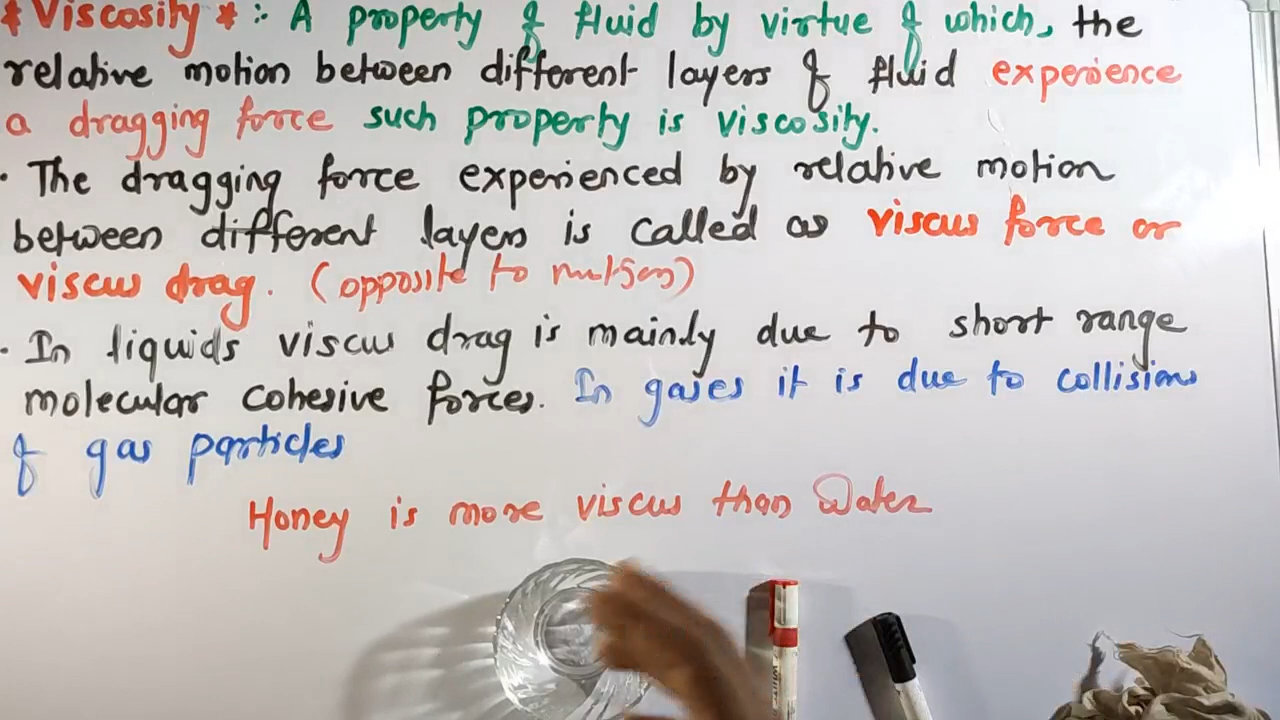 * Viscosity * :- A property of fluid by virtue of which, the
relative motion between different layers of fluid experience
a dragging force such property is viscosity.
· The dragging force experienced by relative motion
between different layers is called as viscus force or
viscus drag. (opposite to motion)
· In liquids viscus drag is mainly due to short range
molecular cohesive forces. In gases it is due to collisions
of gas particles
Honey is more viscus than Water